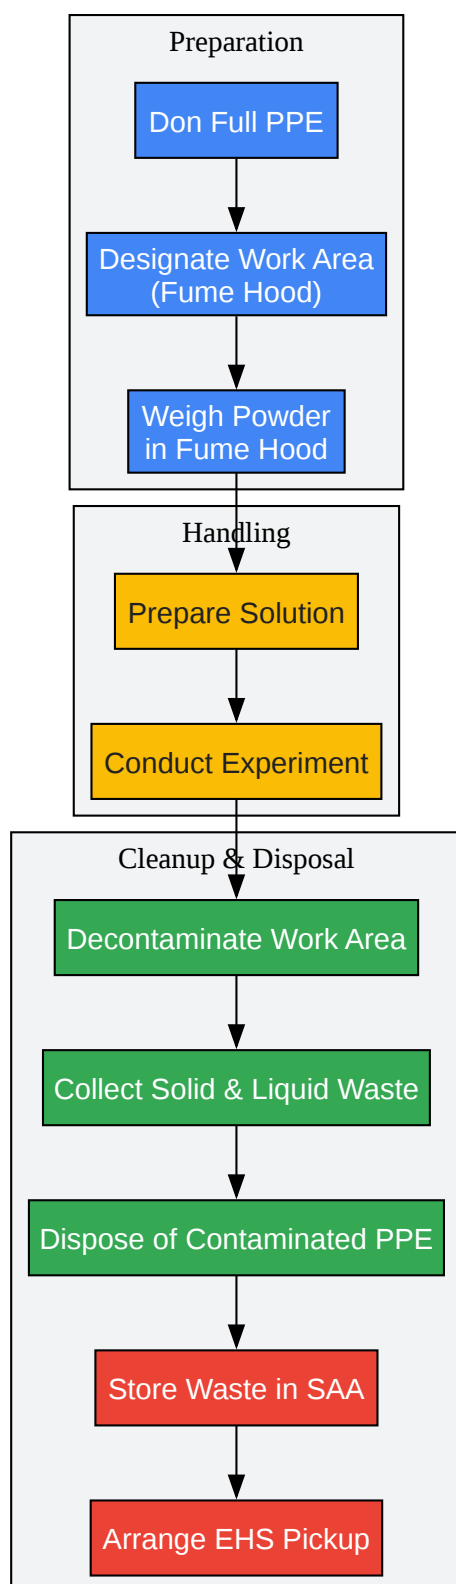 Preparation
Don Full PPE
Designate Work Area
(Fume Hood)
Weigh Powder
in Fume Hood
Handling
Prepare Solution
Conduct Experiment
Cleanup & Disposal
Decontaminate Work Area
Collect Solid & Liquid Waste
Dispose of Contaminated PPE
Store Waste in SAA
Arrange EHS Pickup